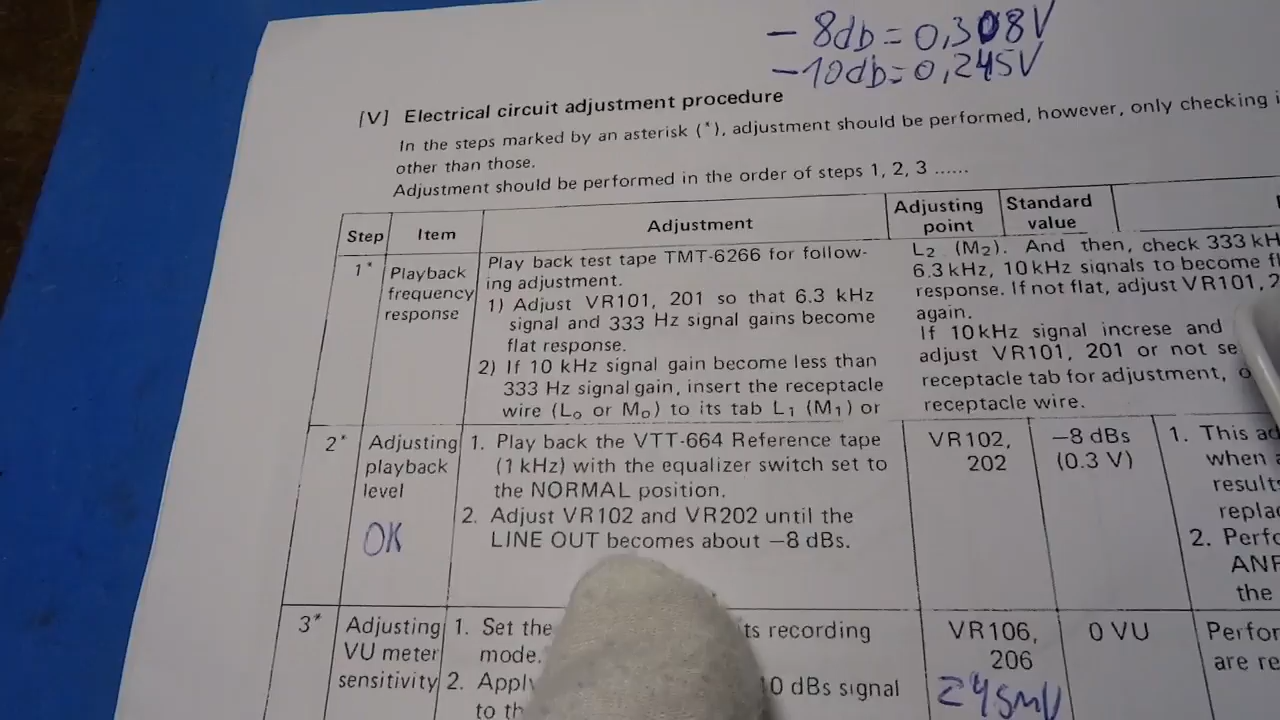 - 8db = 0,308V
-10db = 0,245V
[V] Electrical circuit adjustment procedure
In the steps marked by an asterisk (*), adjustment should be performed, however, only checking
other than those.
Adjustment should be performed in the order of steps 1, 2, 3 ......
Step Item Adjustment Adjusting point Standard value
1* Playback frequency response
Play back test tape TMT-6266 for follow-
ing adjustment.
1) Adjust VR101, 201 so that 6.3 kHz
signal and 333 Hz signal gains become
flat response.
2) If 10 kHz signal gain become less than
333 Hz signal gain, insert the receptacle
wire (Lo or Mo) to its tab L1 (M1) or
L2 (M2). And then, check 333 kH
6.3 kHz, 10 kHz signals to become fl
response. If not flat, adjust VR101, 2
again.
If 10 kHz signal increse and
adjust VR101, 201 or not se
receptacle tab for adjustment, o
receptacle wire.
2* Adjusting playback level
OK
1. Play back the VTT-664 Reference tape
(1 kHz) with the equalizer switch set to
the NORMAL position.
2. Adjust VR102 and VR202 until the
LINE OUT becomes about -8 dBs.
VR102,
202
-8 dBs
(0.3 V)
1. This ad
when a
results
replac
2. Perfo
ANF
the
3* Adjusting VU meter sensitivity
1. Set the ts recording
mode.
2. Apply 10 dBs signal
to th
VR106,
206
245mV
0 VU
Perfor
are re